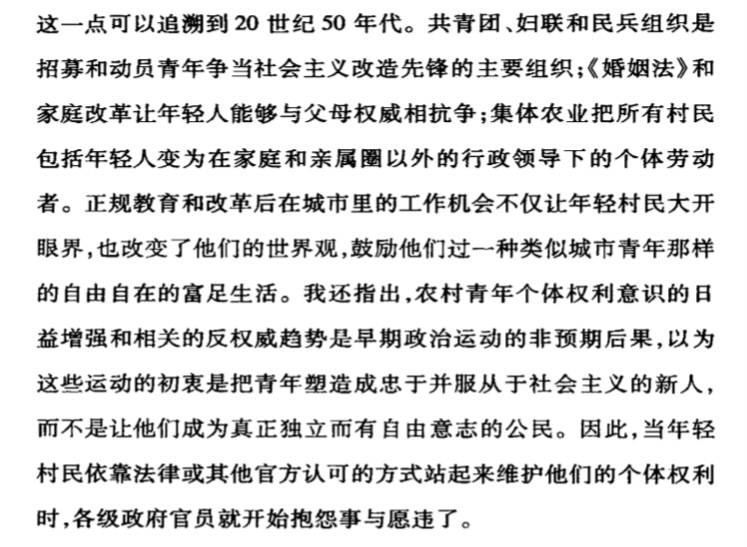 这一点可以追溯到20世纪50年代。共青团、妇联和民兵组织是
招募和动员青年争当社会主义改造先锋的主要组织;《婚姻法》和
家庭改革让年轻人能够与父母权威相抗争;集体农业把所有村民
包括年轻人变为在家庭和亲属圈以外的行政领导下的个体劳动
者。正规教育和改革后在城市里的工作机会不仅让年轻村民大开
眼界,也改变了他们的世界观,鼓励他们过一种类似城市青年那样
的自由自在的富足生活。我还指出,农村青年个体权利意识的日
益增强和相关的反权威趋势是早期政治运动的非预期后果,以为
这些运动的初衷是把青年塑造成忠于并服从于社会主义的新人,
而不是让他们成为真正独立而有自由意志的公民。因此,当年轻
村民依靠法律或其他官方认可的方式站起来维护他们的个体权利
时,各级政府官员就开始抱怨事与愿违了。